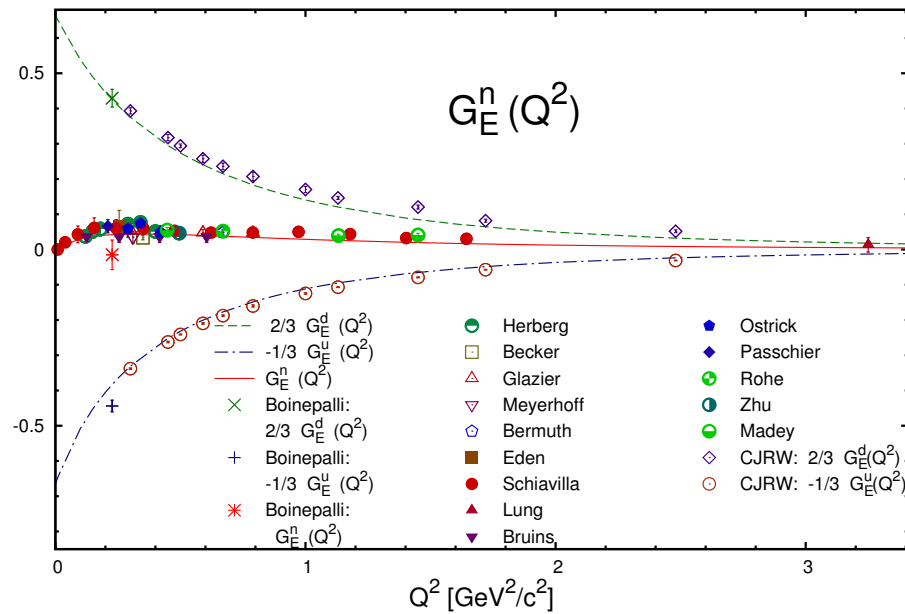 0.5
0
-0.5
G_E^n (Q^2)
2/3 G_E^d (Q^2)
-1/3 G_E^u (Q^2)
G_E^n (Q^2)
Boinepalli:
2/3 G_E^d (Q^2)
Boinepalli:
-1/3 G_E^u (Q^2)
Boinepalli:
G_E^n (Q^2)
Herberg
Becker
Glazier
Meyerhoff
Bermuth
Eden
Schiavilla
Lung
Bruins
Ostrick
Passchier
Rohe
Zhu
Madey
CJRW: 2/3 G_E^d(Q^2)
CJRW: -1/3 G_E^u(Q^2)
0 1 2 3
Q^2 [GeV^2/c^2]